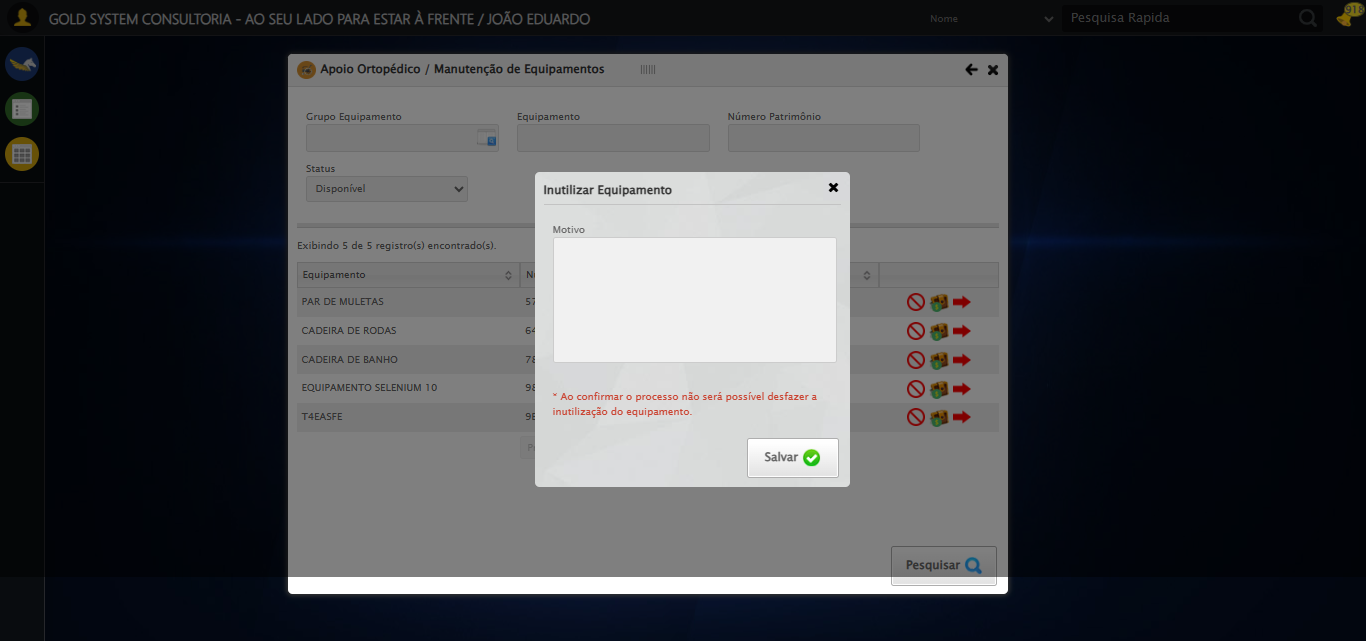 GOLD SYSTEM CONSULTORIA - AO SEU LADO PARA ESTAR À FRENTE / JOÃO EDUARDO
Nome
Pesquisa Rapida
918
Apoio Ortopédico / Manutenção de Equipamentos
Grupo Equipamento
Equipamento
Número Patrimônio
Status
Disponível
Exibindo 5 de 5 registro(s) encontrado(s).
Equipamento
PAR DE MULETAS
CADEIRA DE RODAS
CADEIRA DE BANHO
EQUIPAMENTO SELENIUM 10
T4EASFE
Inutilizar Equipamento
Motivo
* Ao confirmar o processo não será possível desfazer a
inutilização do equipamento.
Salvar
Pesquisar